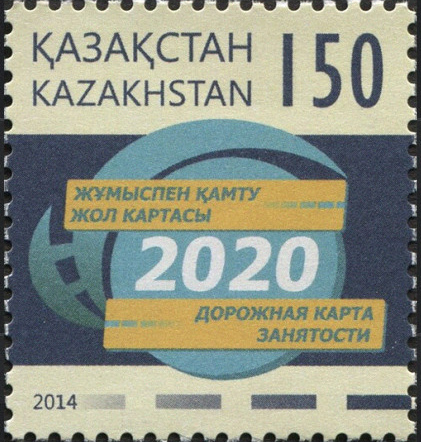 ҚАЗАҚСТАН 150
KAZAKHSTAN
ЖҰМЫСПЕН ҚАМТУ
ЖОЛ КАРТАСЫ
2020
ДОРОЖНАЯ КАРТА
ЗАНЯТОСТИ
2014